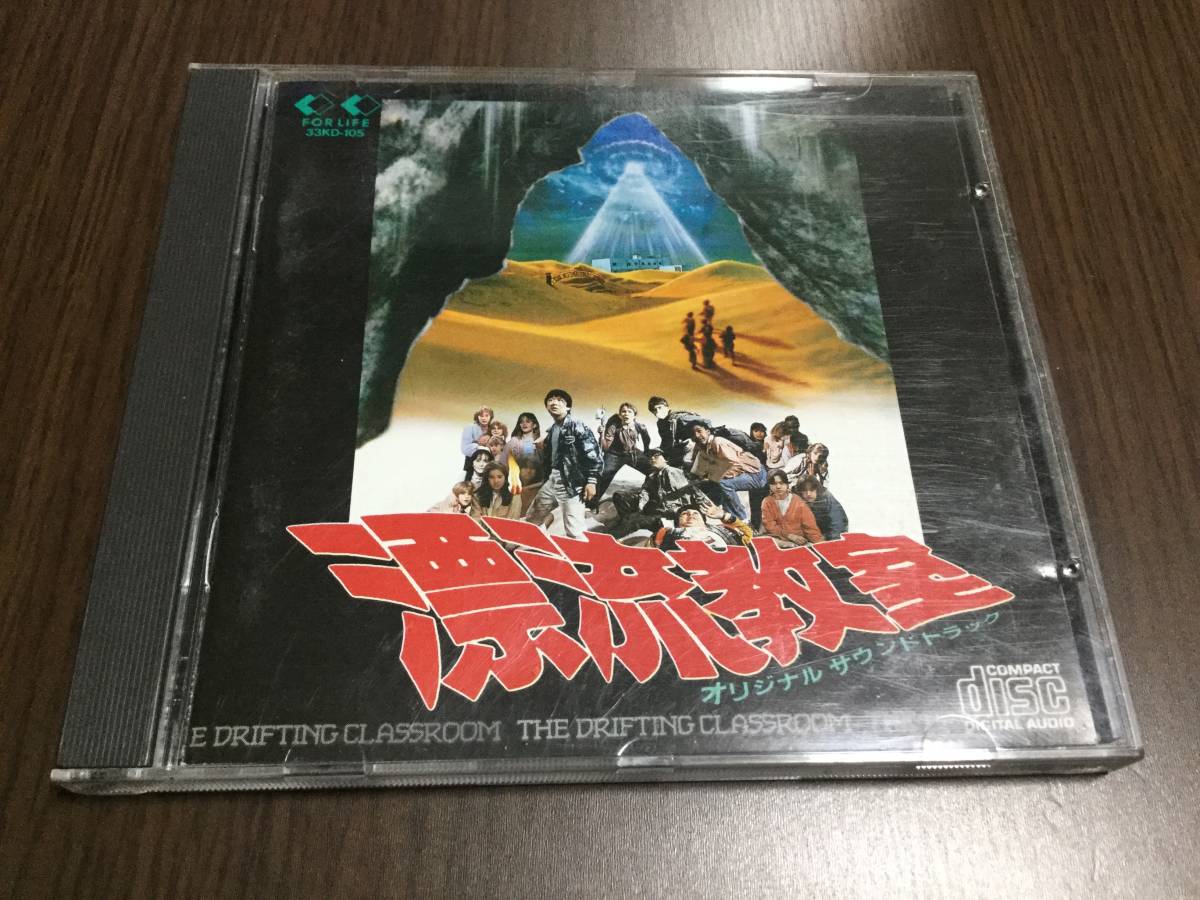 FOR LIFE
33KD-105
漂流教室
オリジナル サウンドトラック
COMPACT
disc
DIGITAL AUDIO
E DRIFTING CLASSROOM THE DRIFTING CLASSROOM